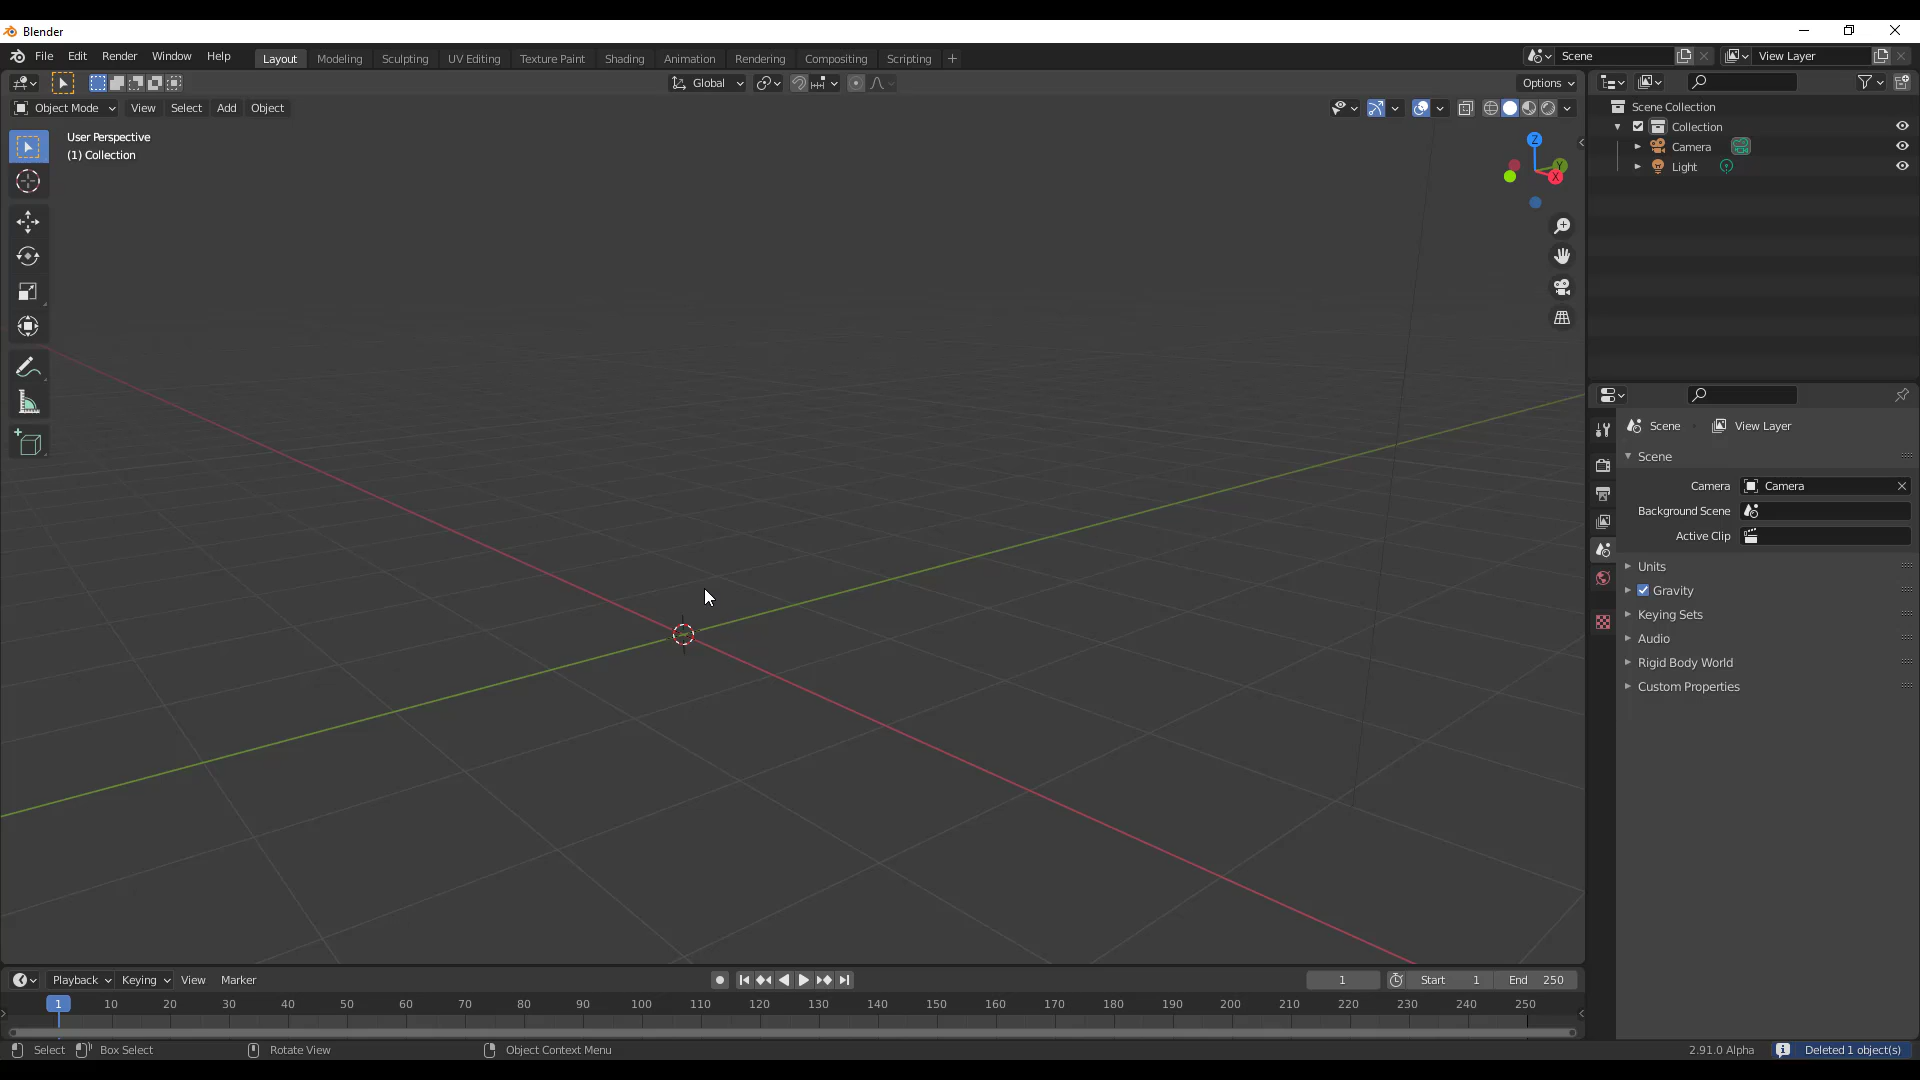 Blender
File Edit Render Window Help Layout Modeling Sculpting UV Editing Texture Paint Shading Animation Rendering Compositing Scripting + Scene View Layer
Global Options
Object Mode View Select Add Object
User Perspective
(1) Collection
Z
Y
X
Scene Collection
Collection
Camera
Light
Scene View Layer
Scene
Camera Camera
Background Scene
Active Clip
Units
Gravity
Keying Sets
Audio
Rigid Body World
Custom Properties
Playback Keying View Marker 1 Start 1 End 250
1 10 20 30 40 50 60 70 80 90 100 110 120 130 140 150 160 170 180 190 200 210 220 230 240 250
Select Box Select Rotate View Object Context Menu 2.91.0 Alpha Deleted 1 object(s)